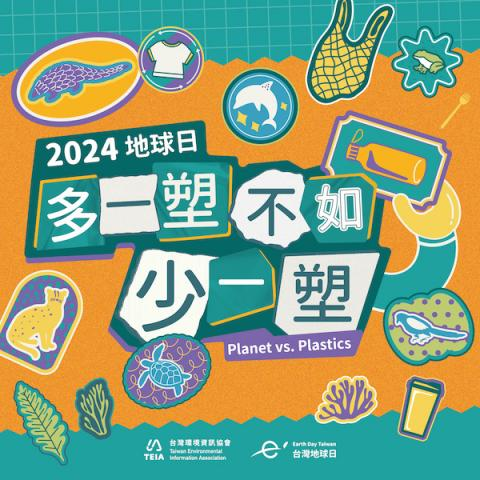 2024 地球日
多一塑不如
少一塑
Planet vs. Plastics
TEIA
台灣環境資訊協會
Taiwan Environmental
Information Association
Earth Day Taiwan
台灣地球日